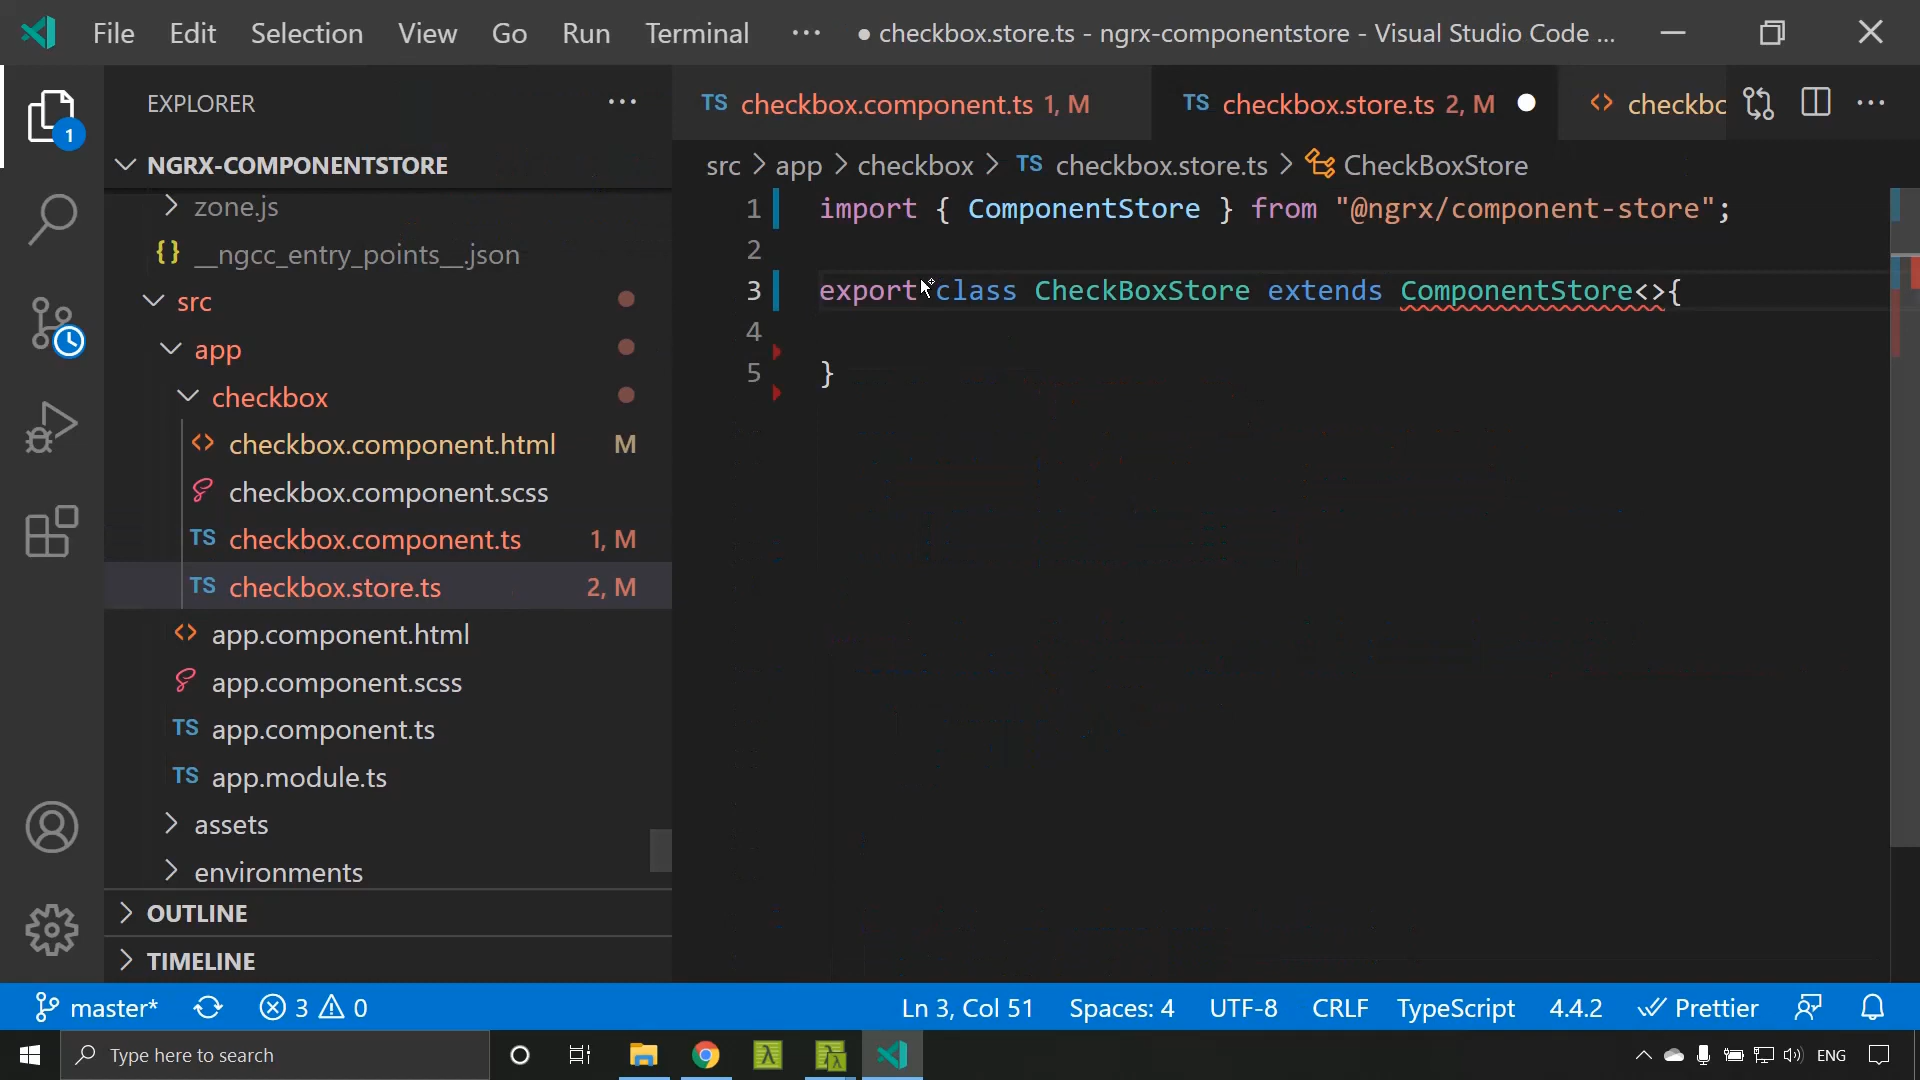 File Edit Selection View Go Run Terminal ··· ● checkbox.store.ts - ngrx-componentstore - Visual Studio Code ...
EXPLORER ···
1
NGRX-COMPONENTSTORE
zone.js
{} __ngcc_entry_points__.json
src
app
checkbox
<> checkbox.component.html M
checkbox.component.scss
TS checkbox.component.ts 1, M
TS checkbox.store.ts 2, M
<> app.component.html
app.component.scss
TS app.component.ts
TS app.module.ts
assets
environments
OUTLINE
TIMELINE
TS checkbox.component.ts 1, M TS checkbox.store.ts 2, M ● <> checkbc ···
src > app > checkbox > TS checkbox.store.ts > CheckBoxStore
1 import { ComponentStore } from "@ngrx/component-store";
2
3 export class CheckBoxStore extends ComponentStore<>{
4
5 }
master* 3 0 Ln 3, Col 51 Spaces: 4 UTF-8 CRLF TypeScript 4.4.2 Prettier
Type here to search ENG